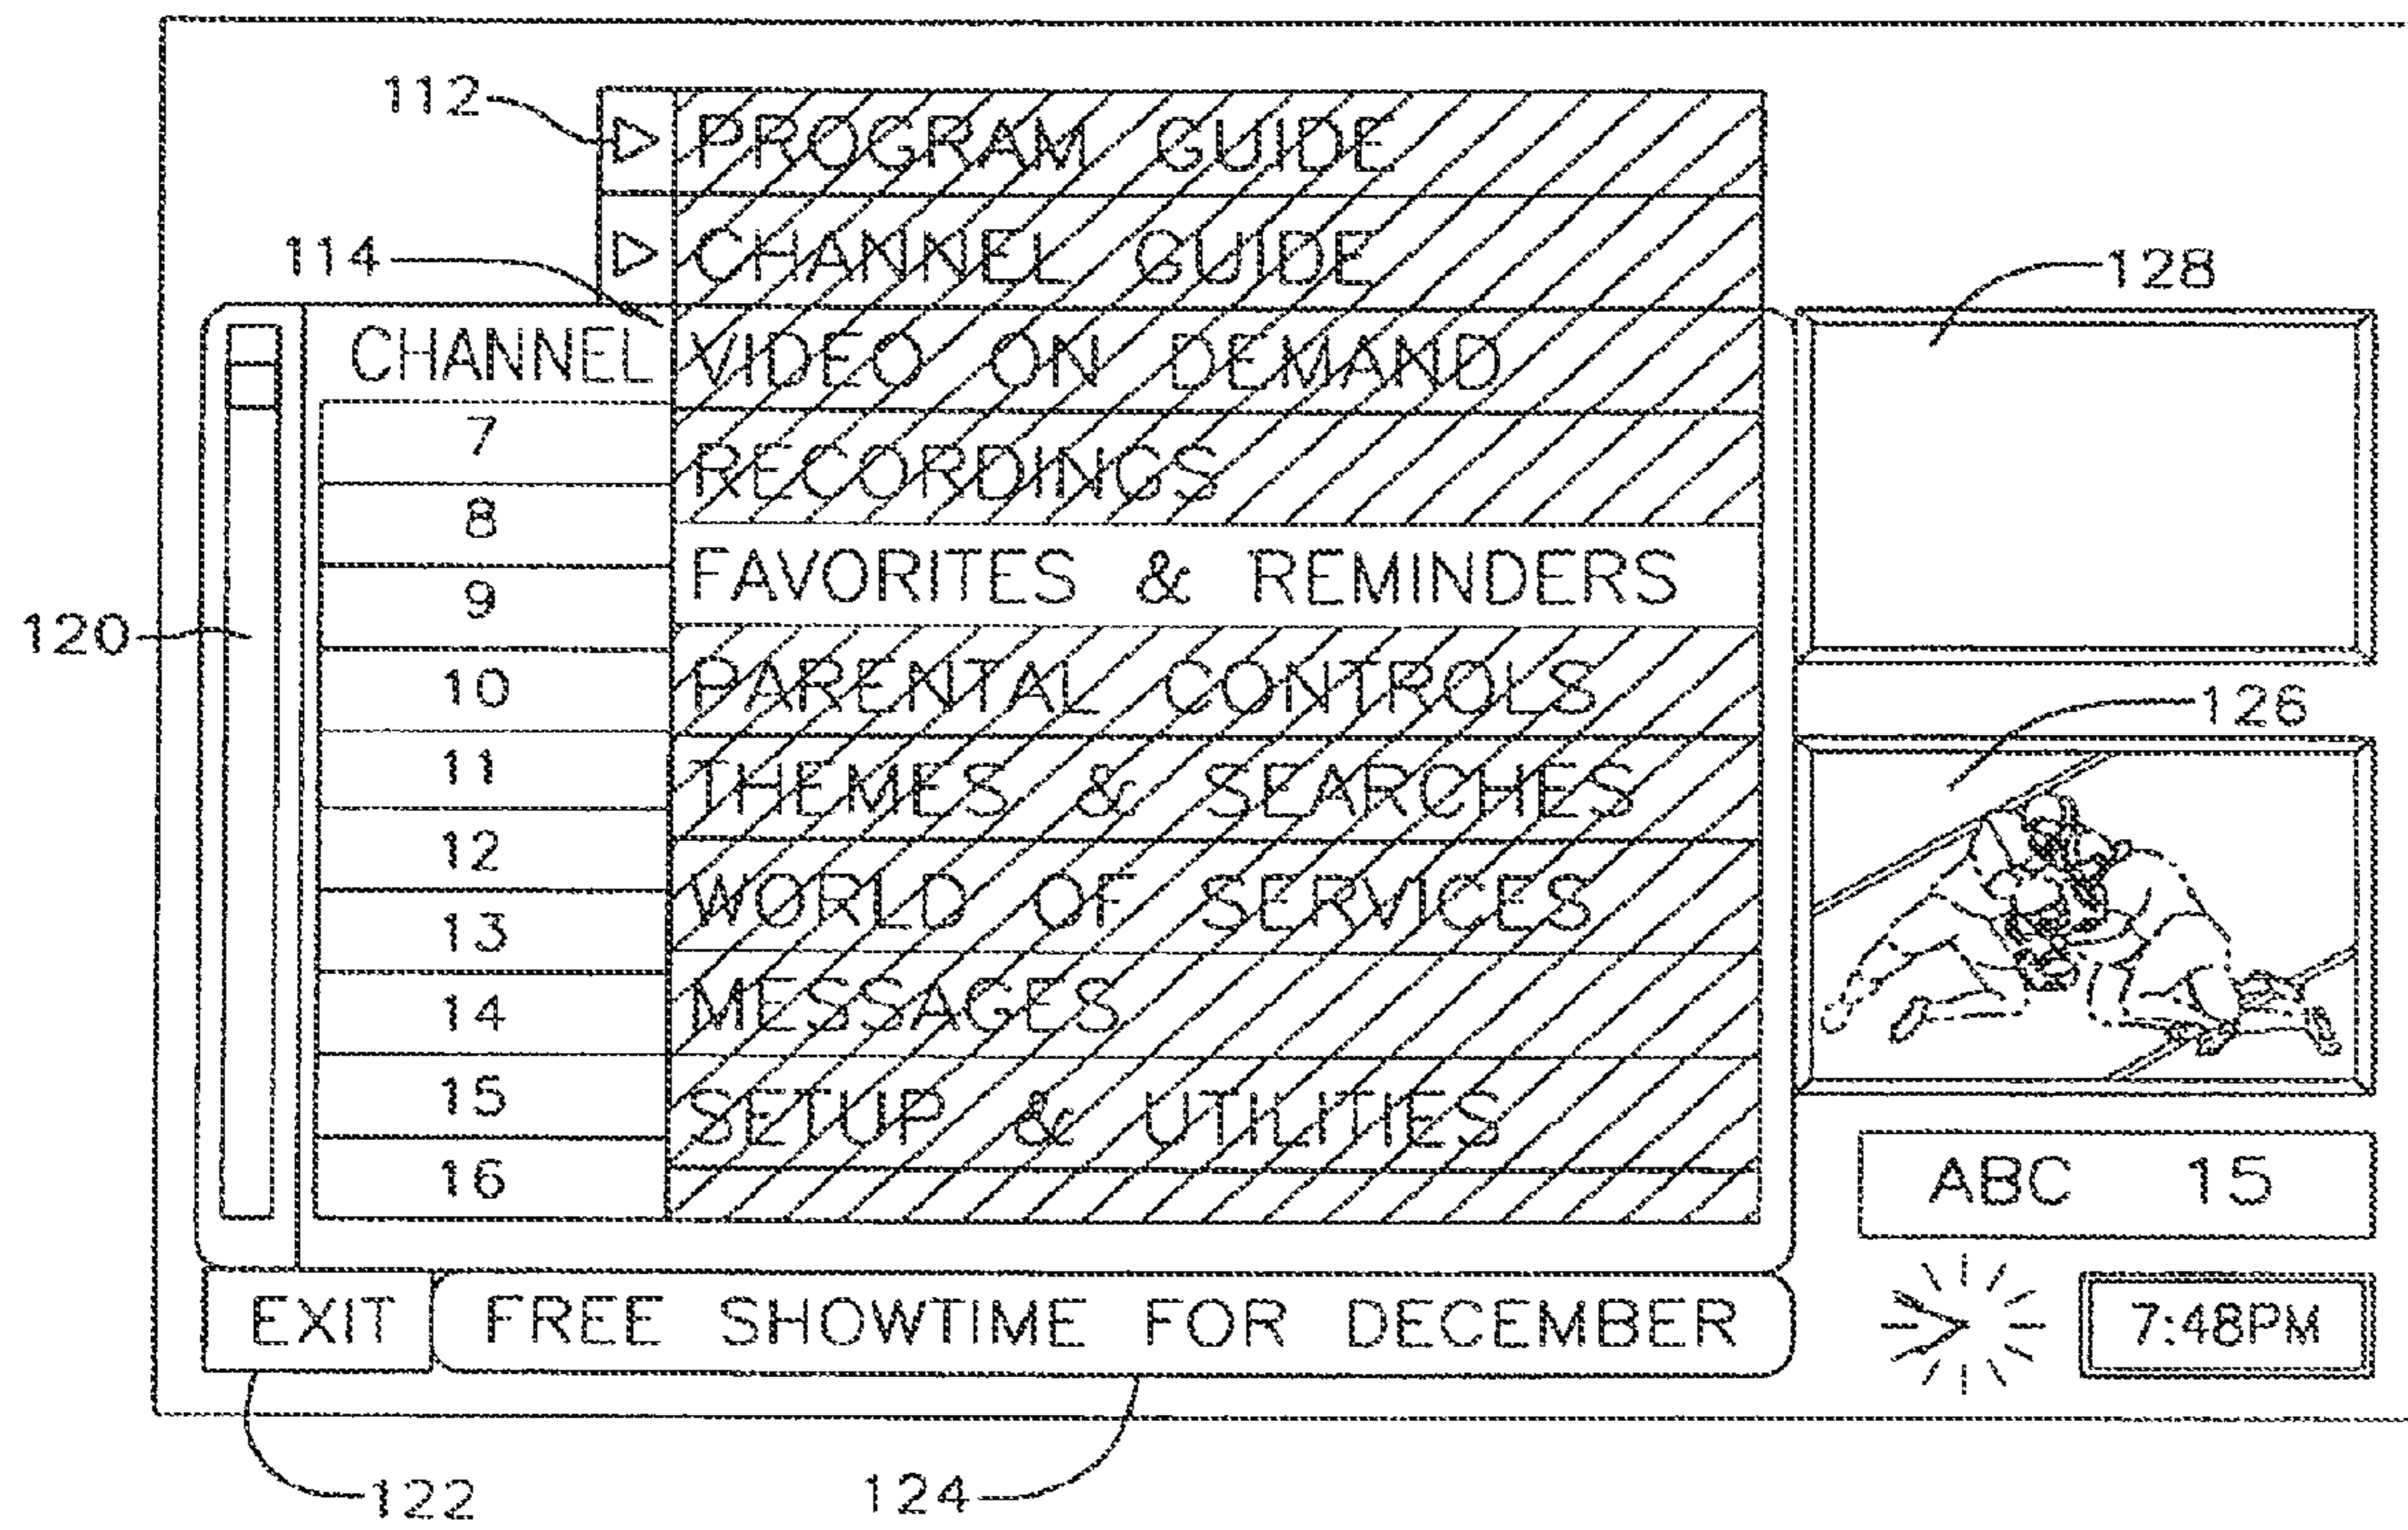 112
PROGRAM GUIDE
114
CHANNEL GUIDE
128
CHANNEL
VIDEO ON DEMAND
7
RECORDINGS
8
FAVORITES & REMINDERS
9
120
10
PARENTAL CONTROLS
126
11
THEMES & SEARCHES
12
WORLD OF SERVICES
13
14
MESSAGES
15
SETUP & UTILITIES
16
ABC 15
EXIT
FREE SHOWTIME FOR DECEMBER
7:48PM
122
124